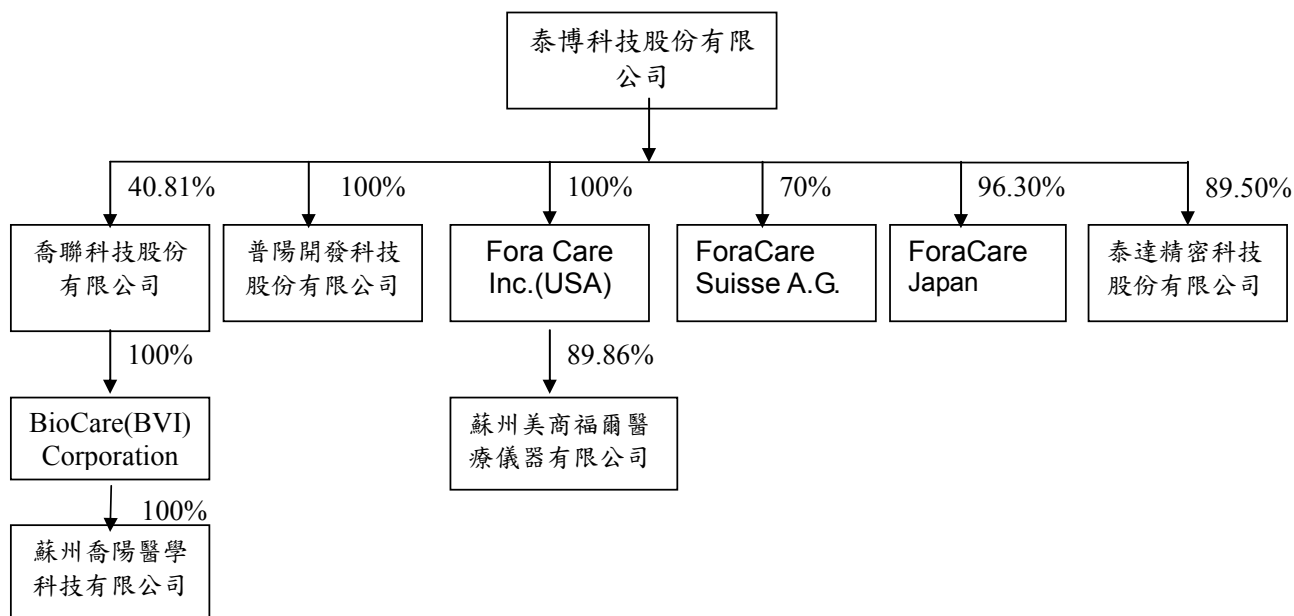 泰博科技股份有限
公司
40.81%
100%
100%
70%
96.30%
89.50%
喬聯科技股份
有限公司
普陽開發科技
股份有限公司
Fora Care
Inc.(USA)
ForaCare
Suisse A.G.
ForaCare
Japan
泰達精密科技
股份有限公司
100%
89.86%
BioCare(BVI)
Corporation
蘇州美商福爾醫
療儀器有限公司
100%
蘇州喬陽醫學
科技有限公司